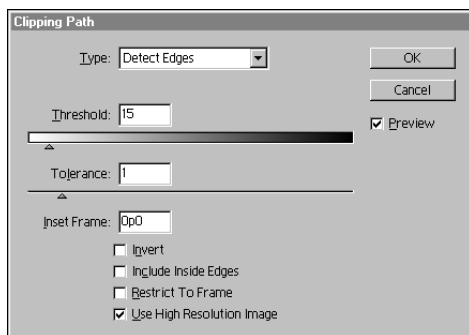 Clipping Path
Type: Detect Edges
OK
Cancel
Threshold: 15
Preview
Tolerance: 1
Inset Frame: 0p0
Invert
Include Inside Edges
Restrict To Frame
Use High Resolution Image